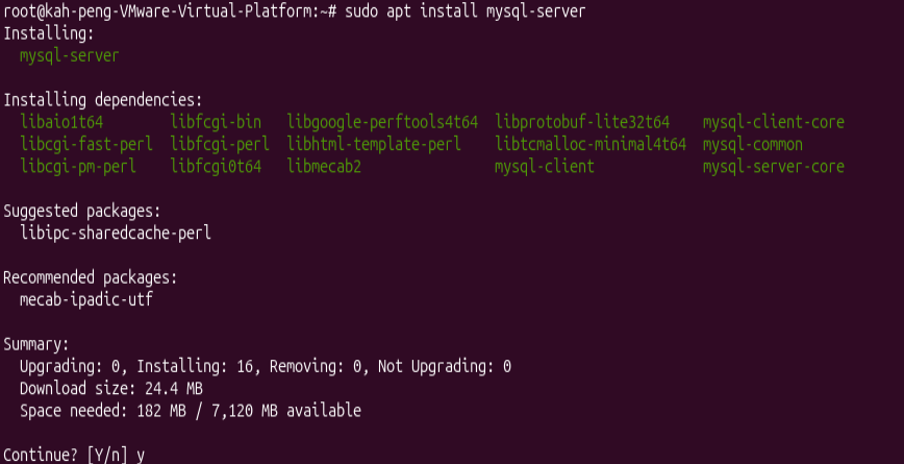 root@kah-peng-VMware-Virtual-Platform:~# sudo apt install mysql-server
Installing:
mysql-server
Installing dependencies:
libaio1t64 libfcgi-bin libgoogle-perftools4t64 libprotobuf-lite32t64 mysql-client-core
libcgi-fast-perl libfcgi-perl libhtml-template-perl libtcmalloc-minimal4t64 mysql-common
libcgi-pm-perl libfcgi0t64 libmecab2 mysql-client mysql-server-core
Suggested packages:
libipc-sharedcache-perl
Recommended packages:
mecab-ipadic-utf
Summary:
Upgrading: 0, Installing: 16, Removing: 0, Not Upgrading: 0
Download size: 24.4 MB
Space needed: 182 MB / 7,120 MB available
Continue? [Y/n] y